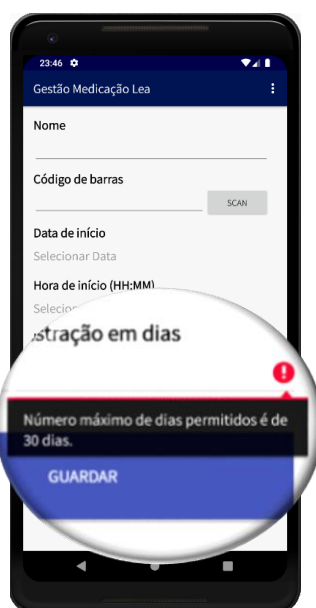 23:46
Gestão Medicação Lea
Nome
Código de barras
SCAN
Data de início
Selecionar Data
Hora de início (HH:MM)
stração em dias
Número máximo de dias permitidos é de
30 dias.
GUARDAR